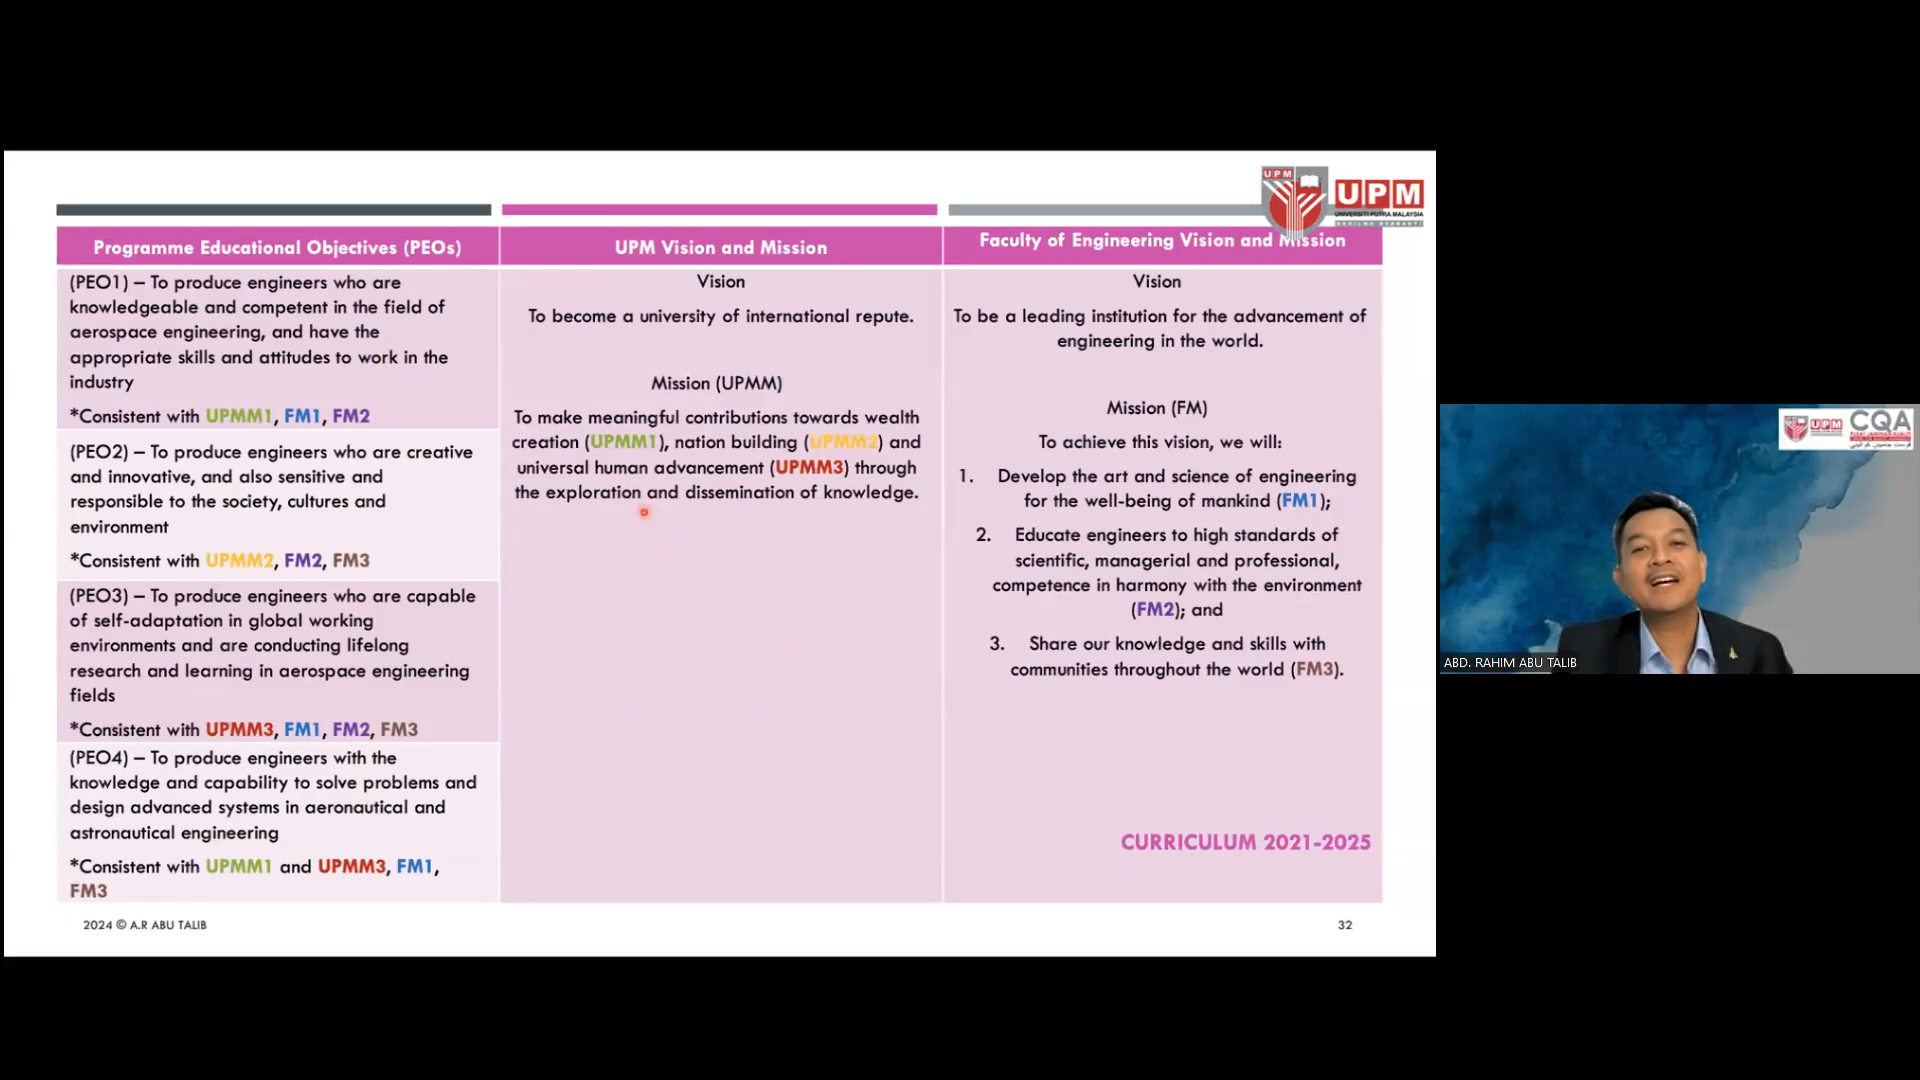 UPM
UPM
UNIVERSITI PUTRA MALAYSIA
Programme Educational Objectives (PEOs)
(PEO1) – To produce engineers who are
knowledgeable and competent in the field of
aerospace engineering, and have the
appropriate skills and attitudes to work in the
industry
*Consistent with UPMM1, FM1, FM2
(PEO2) – To produce engineers who are creative
and innovative, and also sensitive and
responsible to the society, cultures and
environment
*Consistent with UPMM2, FM2, FM3
(PEO3) – To produce engineers who are capable
of self-adaptation in global working
environments and are conducting lifelong
research and learning in aerospace engineering
fields
*Consistent with UPMM3, FM1, FM2, FM3
(PEO4) – To produce engineers with the
knowledge and capability to solve problems and
design advanced systems in aeronautical and
astronautical engineering
*Consistent with UPMM1 and UPMM3, FM1,
FM3
UPM Vision and Mission
Vision
To become a university of international repute.
Mission (UPMM)
To make meaningful contributions towards wealth
creation (UPMM1), nation building (UPMM2) and
universal human advancement (UPMM3) through
the exploration and dissemination of knowledge.
Faculty of Engineering Vision and Mission
Vision
To be a leading institution for the advancement of
engineering in the world.
Mission (FM)
To achieve this vision, we will:
1. Develop the art and science of engineering
for the well-being of mankind (FM1);
2. Educate engineers to high standards of
scientific, managerial and professional,
competence in harmony with the environment
(FM2); and
3. Share our knowledge and skills with
communities throughout the world (FM3).
CURRICULUM 2021-2025
2024 © A.R ABU TALIB
32
UPM
CQA
ABD. RAHIM ABU TALIB